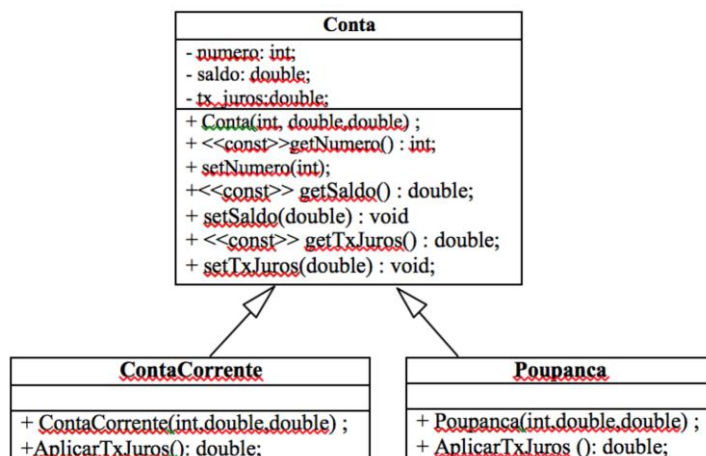 Conta
- numero: int;
- saldo: double;
- tx_juros:double;
+ Conta(int, double,double) ;
+ <<const>>getNumero() : int;
+ setNumero(int);
+<<const>> getSaldo() : double;
+ setSaldo(double) : void
+ <<const>> getTxJuros() : double;
+ setTxJuros(double) : void;
ContaCorrente
+ ContaCorrente(int,double,double) ;
+AplicarTxJuros(): double;
Poupanca
+ Poupanca(int,double,double) ;
+ AplicarTxJuros (): double;